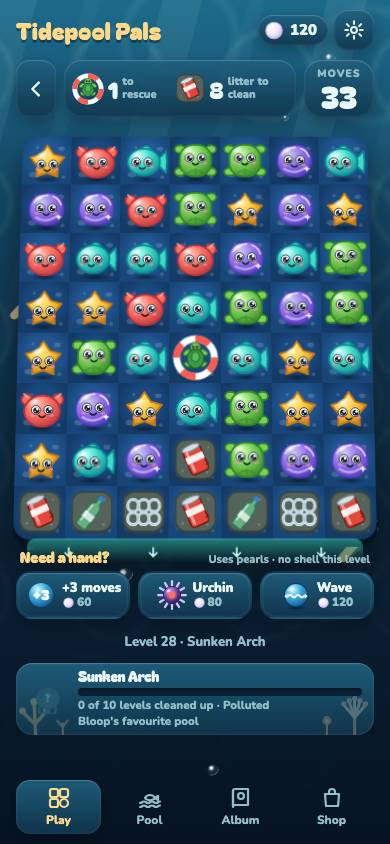 Tidepool Pals
120
1 to rescue
8 litter to clean
MOVES
33
Need a hand?
Uses pearls · no shell this level
+3
+3 moves
60
Urchin
80
Wave
120
Level 28 · Sunken Arch
Sunken Arch
0 of 10 levels cleaned up · Polluted
Bloop's favourite pool
Play
Pool
Album
Shop